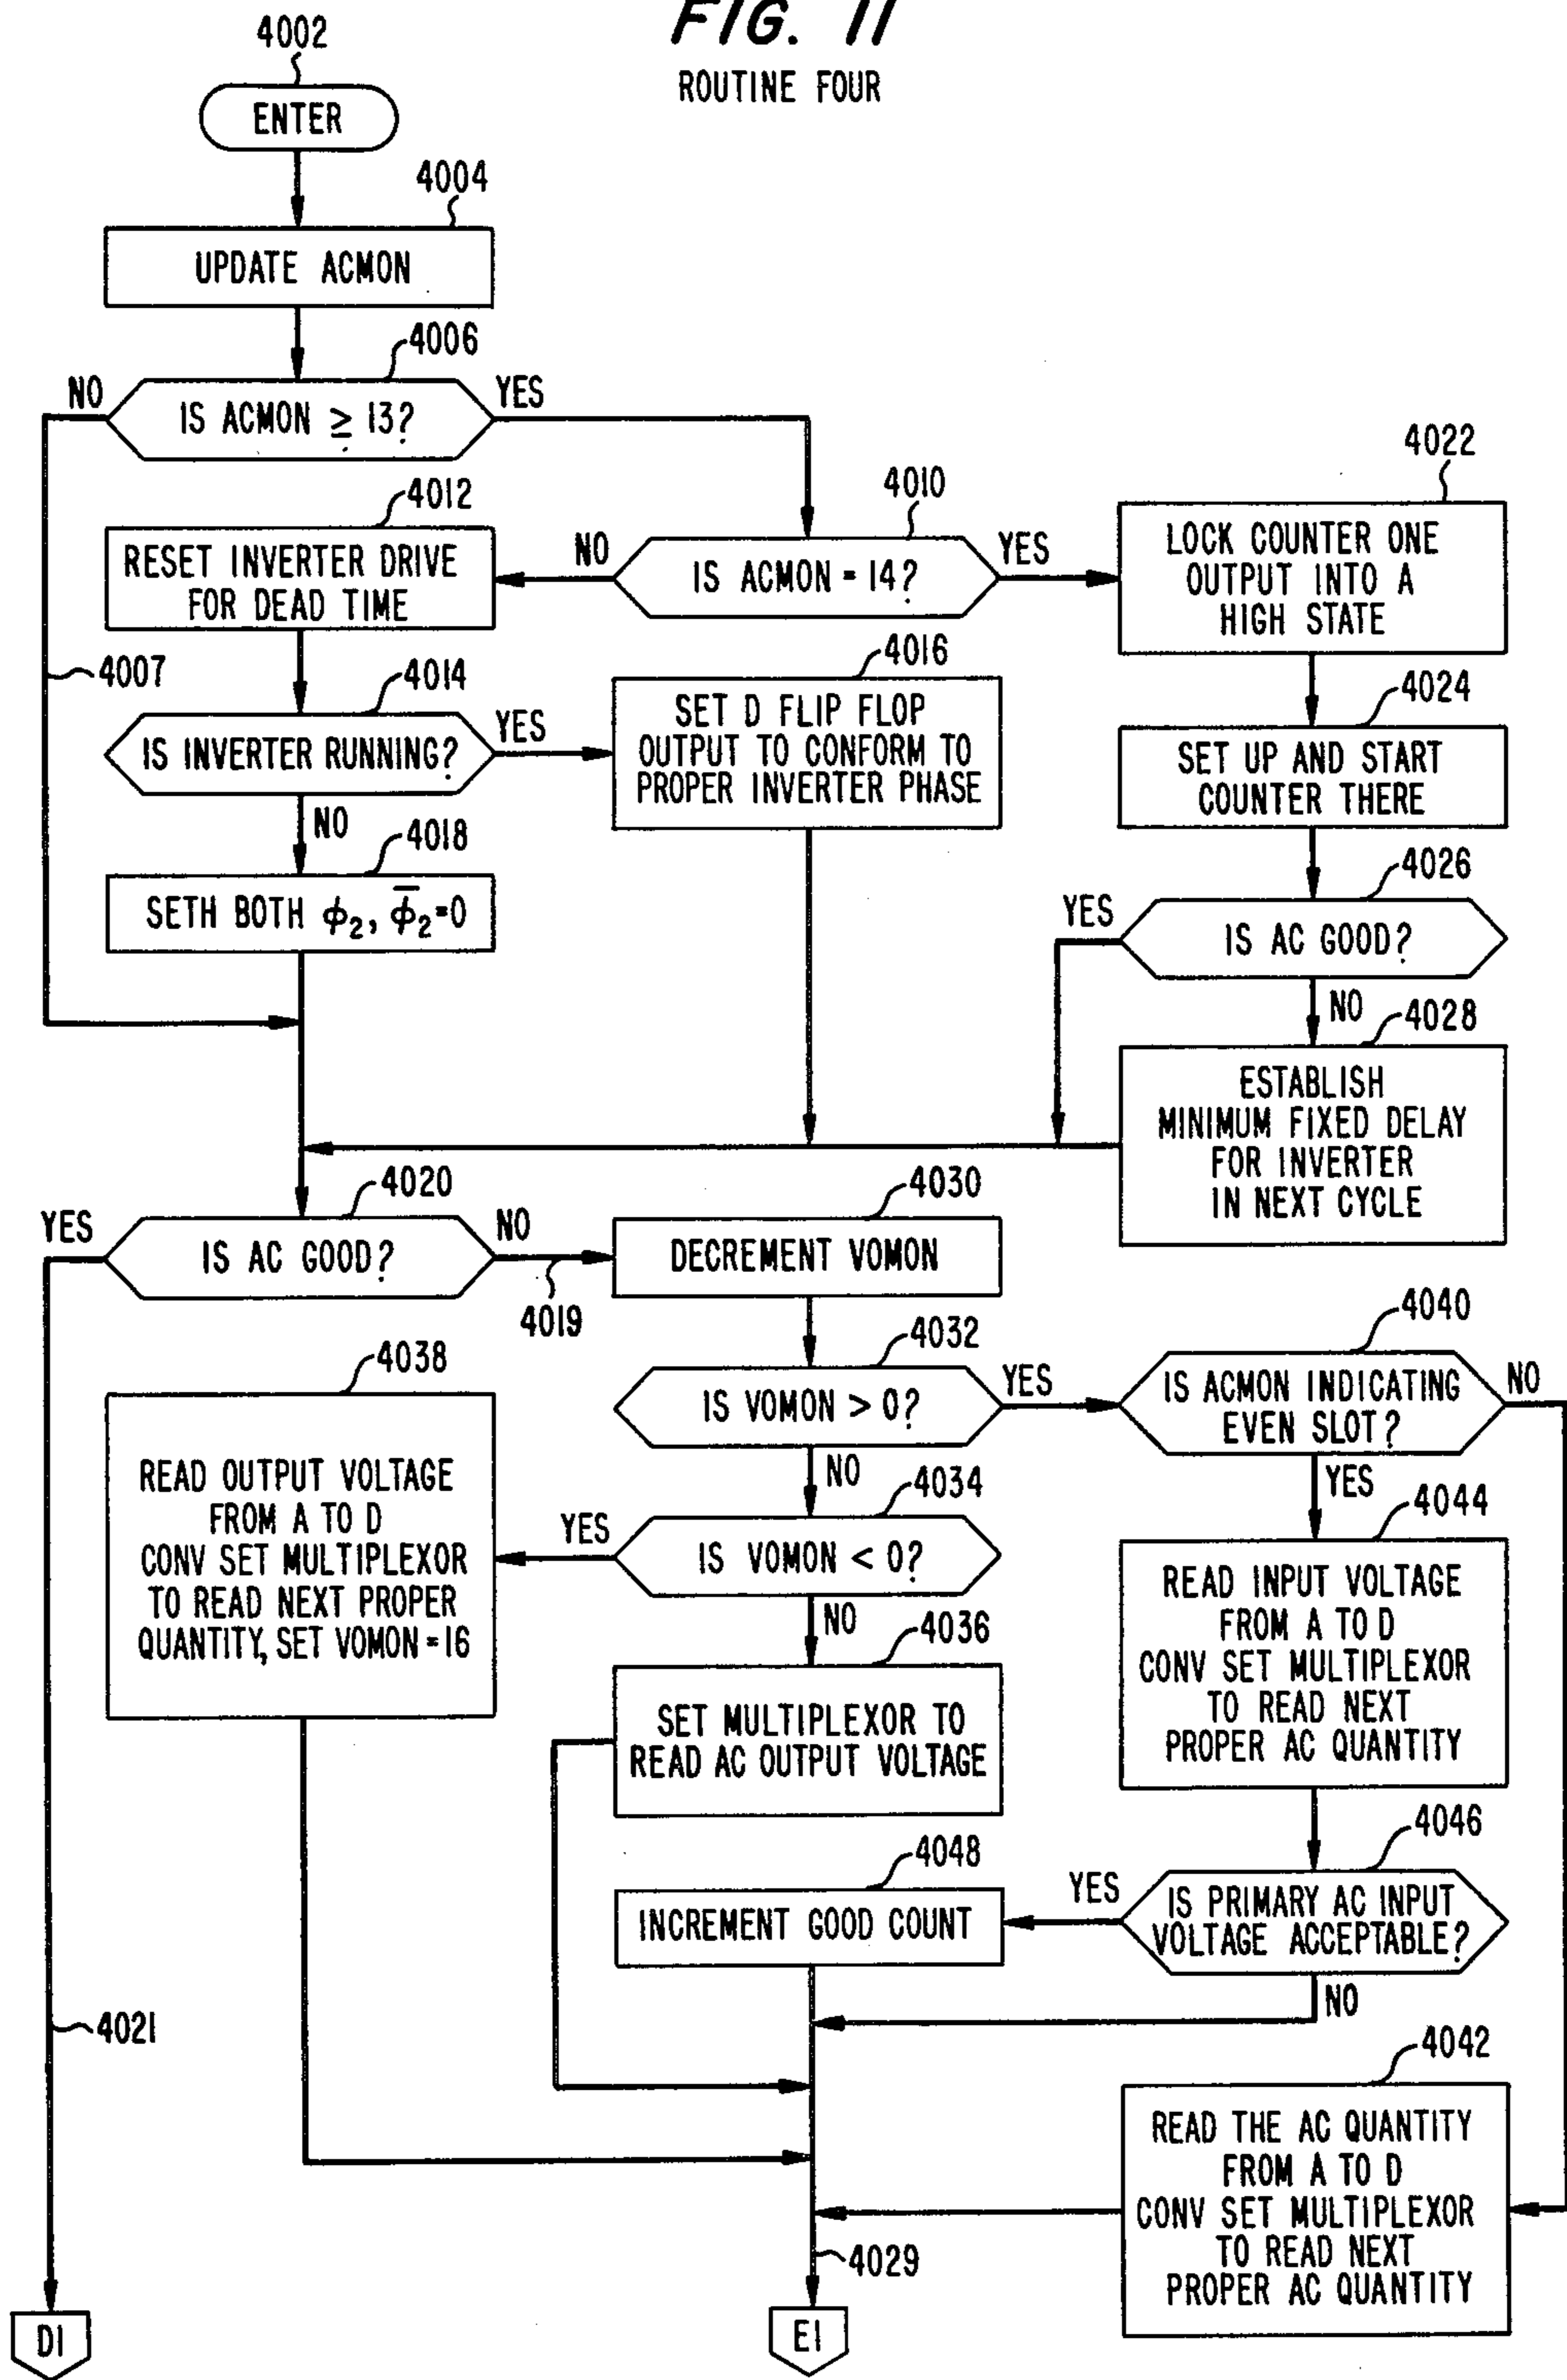 FIG. 11
ROUTINE FOUR
4002
ENTER
4004
UPDATE ACMON
4006
NO
IS ACMON ≥ 13?
YES
4012
RESET INVERTER DRIVE
FOR DEAD TIME
4010
NO
IS ACMON = 14?
YES
4022
LOCK COUNTER ONE
OUTPUT INTO A
HIGH STATE
4007
4014
IS INVERTER RUNNING?
YES
NO
4016
SET D FLIP FLOP
OUTPUT TO CONFORM TO
PROPER INVERTER PHASE
4024
SET UP AND START
COUNTER THERE
4018
SETH BOTH ϕ₂, ϕ̅₂=0
4026
YES
IS AC GOOD?
NO
4028
ESTABLISH
MINIMUM FIXED DELAY
FOR INVERTER
IN NEXT CYCLE
4020
YES
IS AC GOOD?
NO
4019
4030
DECREMENT VOMON
4032
IS VOMON > 0?
YES
NO
4040
IS ACMON INDICATING
EVEN SLOT?
NO
YES
4038
READ OUTPUT VOLTAGE
FROM A TO D
CONV SET MULTIPLEXOR
TO READ NEXT PROPER
QUANTITY, SET VOMON = 16
4034
YES
IS VOMON < 0?
NO
4044
READ INPUT VOLTAGE
FROM A TO D
CONV SET MULTIPLEXOR
TO READ NEXT
PROPER AC QUANTITY
4036
SET MULTIPLEXOR TO
READ AC OUTPUT VOLTAGE
4046
YES
IS PRIMARY AC INPUT
VOLTAGE ACCEPTABLE?
NO
4048
INCREMENT GOOD COUNT
4021
4042
READ THE AC QUANTITY
FROM A TO D
CONV SET MULTIPLEXOR
TO READ NEXT
PROPER AC QUANTITY
4029
D1
E1